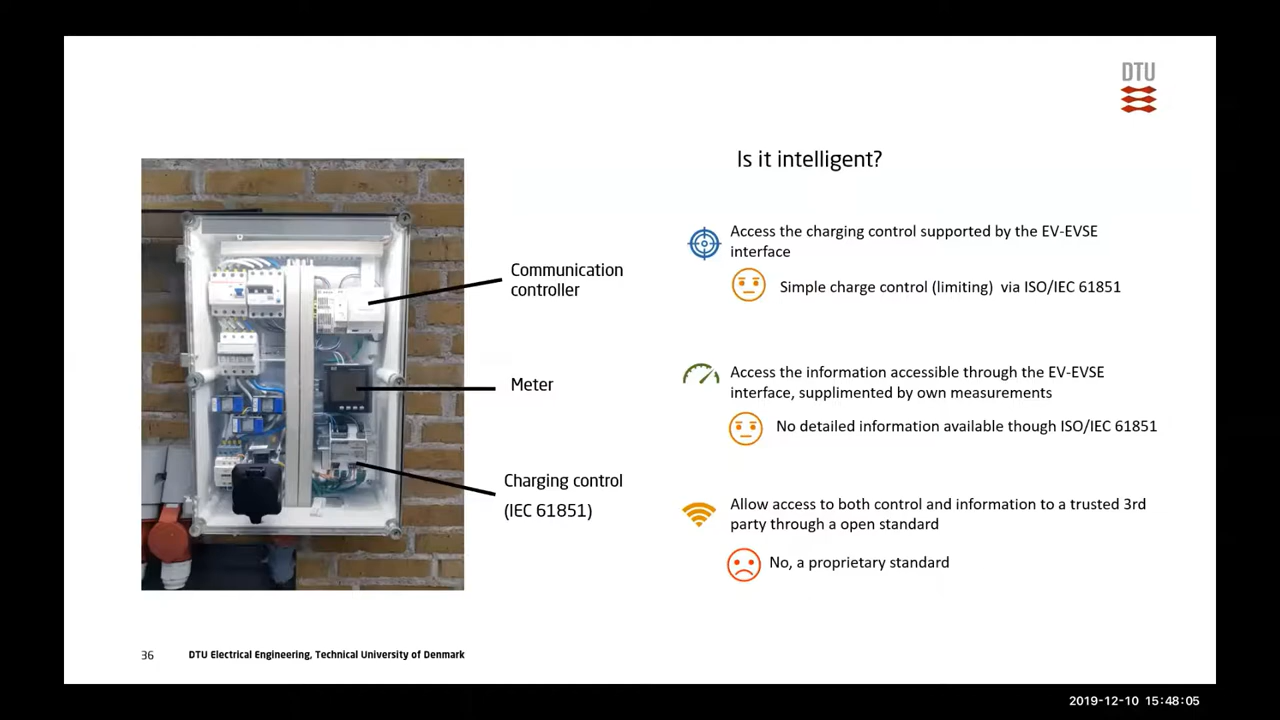 DTU
Is it intelligent?
Access the charging control supported by the EV-EVSE
interface
Simple charge control (limiting) via ISO/IEC 61851
Communication
controller
Meter
Access the information accessible through the EV-EVSE
interface, supplimented by own measurements
No detailed information available though ISO/IEC 61851
Charging control
(IEC 61851)
Allow access to both control and information to a trusted 3rd
party through a open standard
No, a proprietary standard
36
DTU Electrical Engineering, Technical University of Denmark
2019-12-10 15:48:05